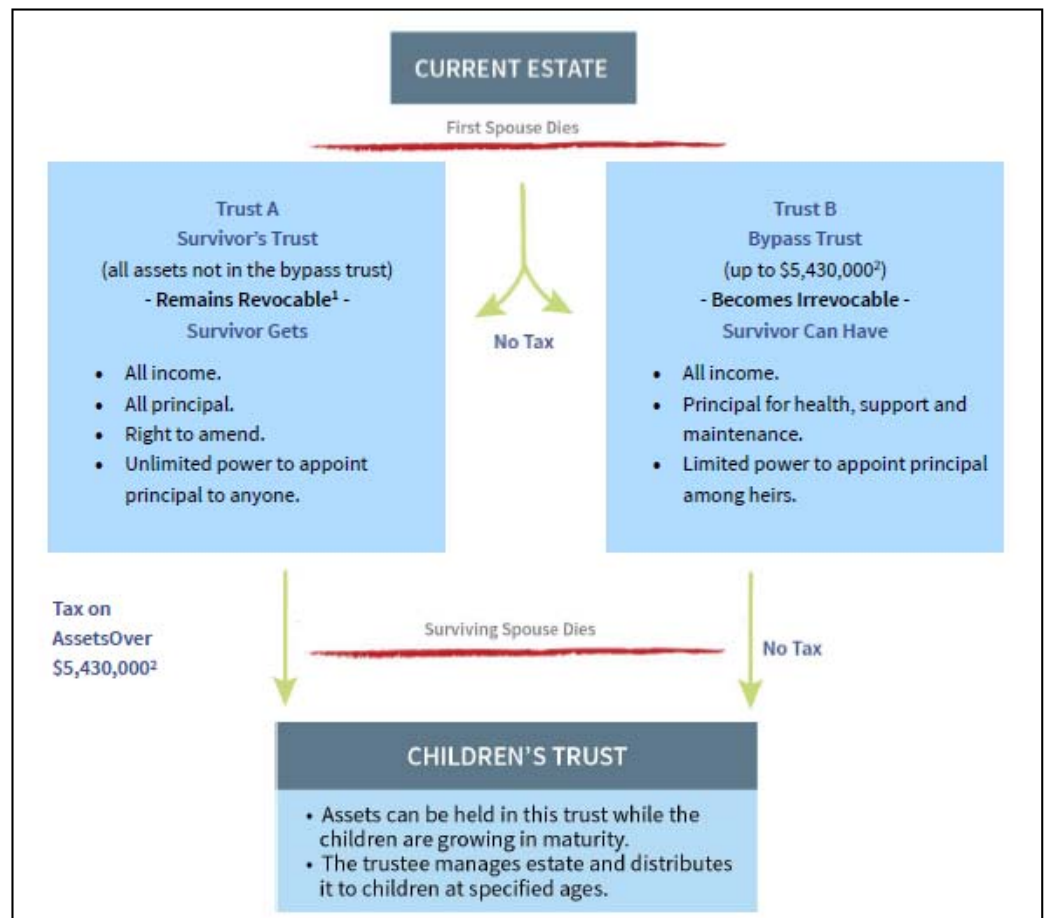 CURRENT ESTATE
First Spouse Dies
Trust A
Survivor's Trust
(all assets not in the bypass trust)
- Remains Revocable¹ -
Survivor Gets
• All income.
• All principal.
• Right to amend.
• Unlimited power to appoint
principal to anyone.
No Tax
Trust B
Bypass Trust
(up to $5,430,000²)
- Becomes Irrevocable -
Survivor Can Have
• All income.
• Principal for health, support and
maintenance.
• Limited power to appoint principal
among heirs.
Tax on
AssetsOver
$5,430,000²
Surviving Spouse Dies
No Tax
CHILDREN'S TRUST
• Assets can be held in this trust while the
children are growing in maturity.
• The trustee manages estate and distributes
it to children at specified ages.